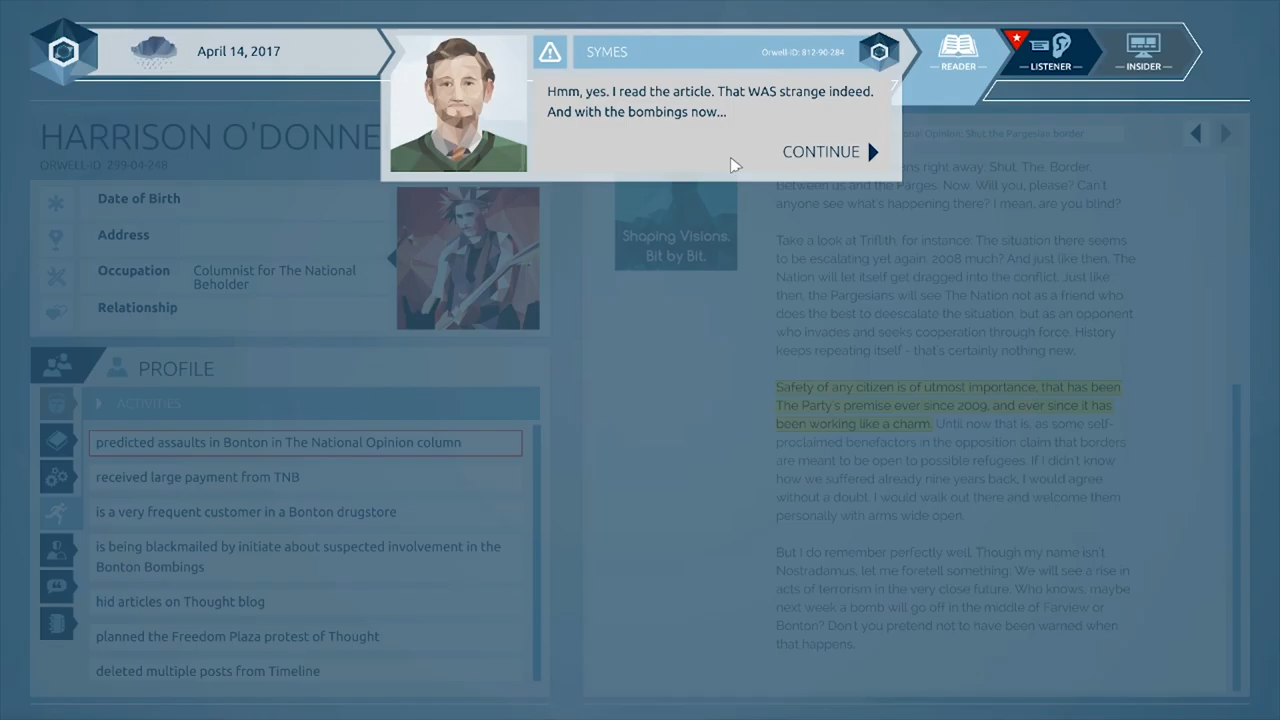 April 14, 2017
SYMES
Orwell-ID: 812-90-284
Hmm, yes. I read the article. That WAS strange indeed.
And with the bombings now...
CONTINUE
READER
LISTENER
INSIDER
7
HARRISON O'DONNE
ORWELL-ID: 299-04-248
Date of Birth
Address
Occupation Columnist for The National
Beholder
Relationship
PROFILE
ACTIVITIES
predicted assaults in Bonton in The National Opinion column
received large payment from TNB
is a very frequent customer in a Bonton drugstore
is being blackmailed by initiate about suspected involvement in the
Bonton Bombings
hid articles on Thought blog
planned the Freedom Plaza protest of Thought
deleted multiple posts from Timeline
Opinion: Shut the Pargesian border
Shaping Visions.
Bit by Bit.
right away: Shut. The. Border.
Between us and the Parges. Now. Will you, please? Can't
anyone see what's happening there? I mean, are you blind?
Take a look at Triflith, for instance: The situation there seems
to be escalating yet again. 2008 much? And just like then, The
Nation will let itself get dragged into the conflict. Just like
then, the Pargesians will see The Nation not as a friend who
does the best to deescalate the situation, but as an opponent
who invades and seeks cooperation through force. History
keeps repeating itself - that's certainly nothing new.
Safety of any citizen is of utmost importance, that has been
The Party's premise ever since 2009, and ever since it has
been working like a charm. Until now that is, as some self-
proclaimed benefactors in the opposition claim that borders
are meant to be open to possible refugees. If I didn't know
how we suffered already nine years back, I would agree
without a doubt. I would walk out there and welcome them
personally with arms wide open.
But I do remember perfectly well. Though my name isn't
Nostradamus, let me foretell something: We will see a rise in
acts of terrorism in the very close future. Who knows, maybe
next week a bomb will go off in the middle of Farview or
Bonton? Don't you pretend not to have been warned when
that happens.